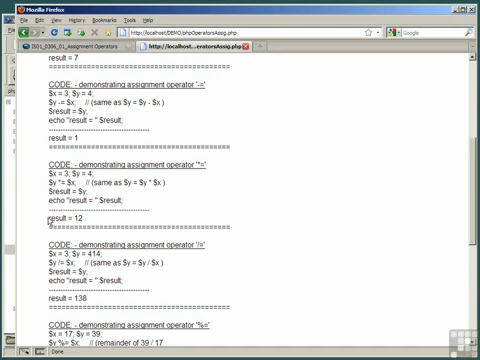 Mozilla Firefox
File Edit View History Bookmarks Tools Help
http://localhost/DEMO/phpOperatorsAssig.php
IS01_0306_01_Assignment Operators
http://localhost...eratorsAssig.php
result = 7
=======================================
CODE: - demonstrating assignment operator '-='
$x = 3; $y = 4;
$y -= $x; // (same as $y = $y - $x )
$result = $y;
echo "result = ".$result;
----------------------------------------
result = 1
=======================================
CODE: - demonstrating assignment operator '*='
$x = 3; $y = 4;
$y *= $x; // (same as $y = $y * $x )
$result = $y;
echo "result = ".$result;
----------------------------------------
result = 12
=======================================
CODE: - demonstrating assignment operator '/='
$x = 3; $y = 414;
$y /= $x; // (same as $y = $y / $x )
$result = $y;
echo "result = ".$result;
----------------------------------------
result = 138
=======================================
CODE: - demonstrating assignment operator '%='
$x = 17; $y = 39;
$y %= $x; // (remainder of 39 / 17
Done